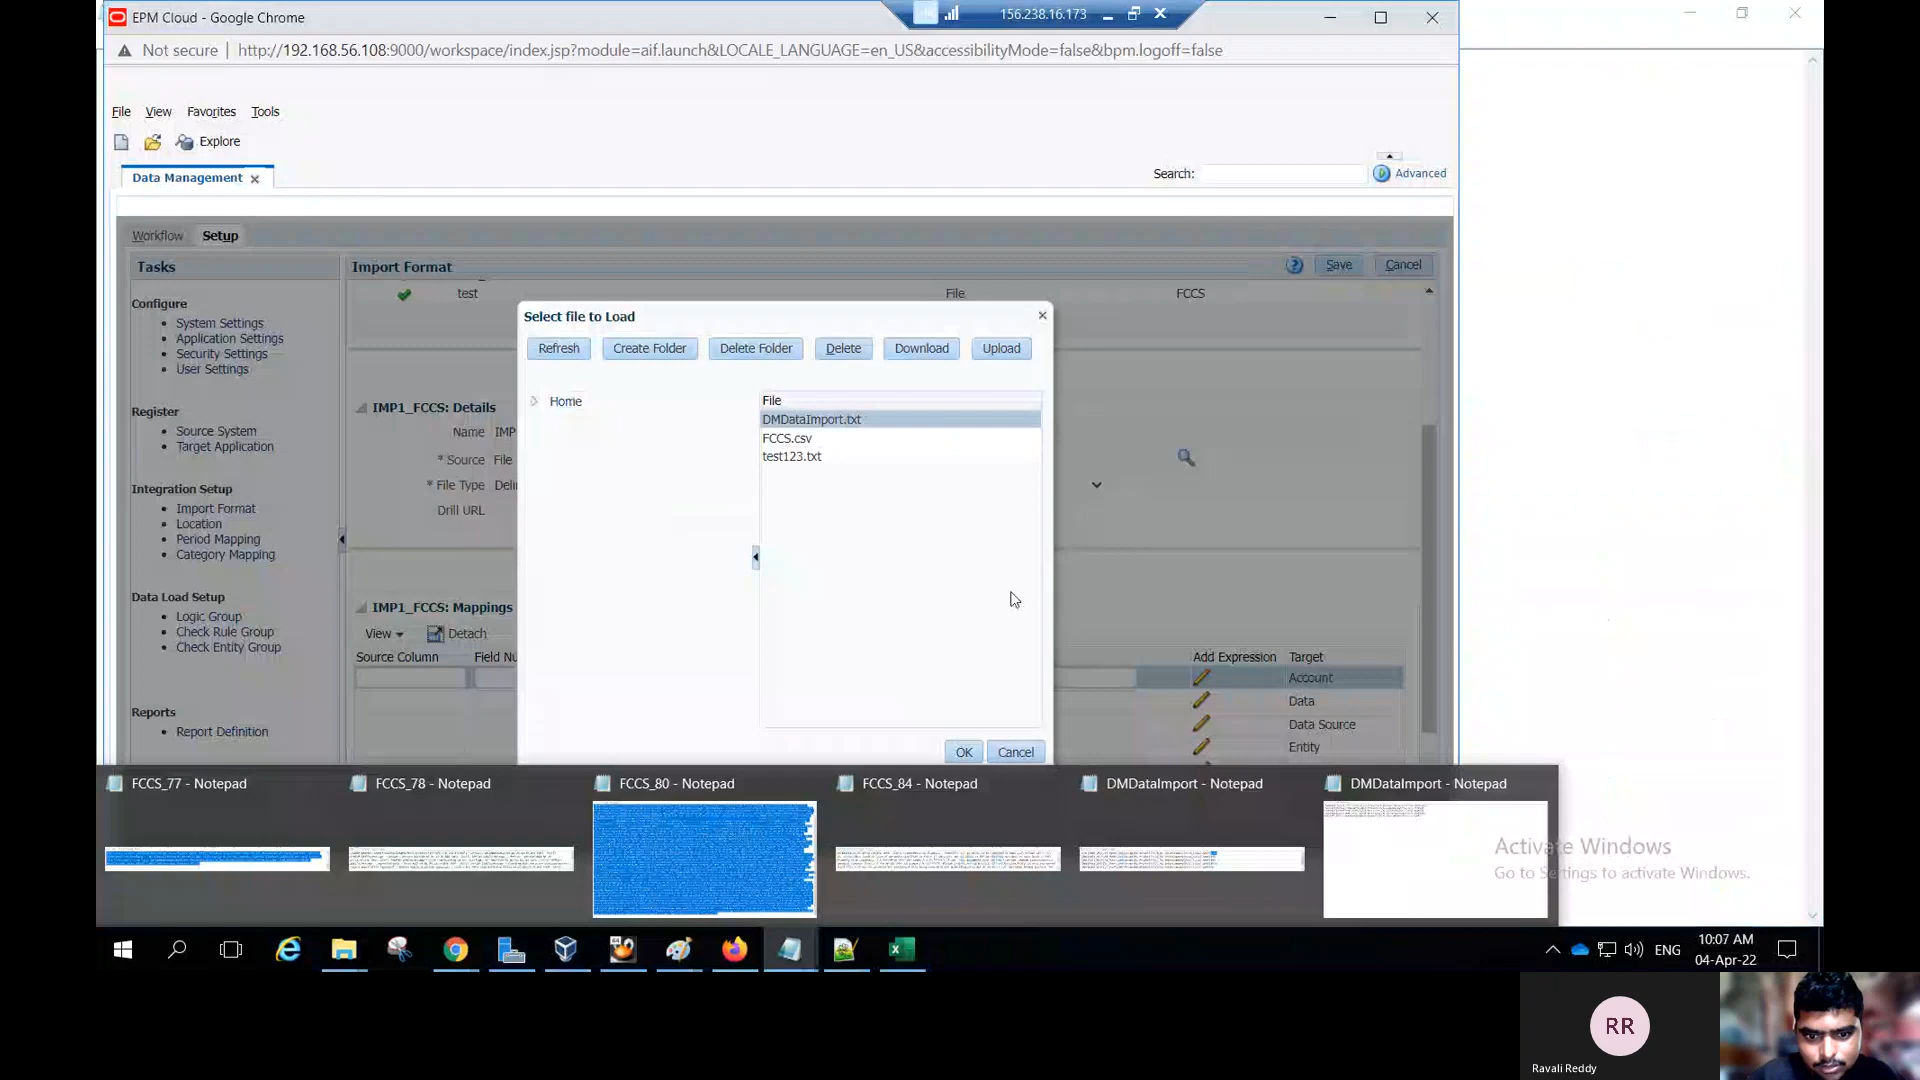 EPM Cloud - Google Chrome
156.238.16.173
Not secure | http://192.168.56.108:9000/workspace/index.jsp?module=aif.launch&LOCALE_LANGUAGE=en_US&accessibilityMode=false&bpm.logoff=false
File View Favorites Tools
Explore
Data Management
Search:
Advanced
Workflow Setup
Tasks
Import Format
Save Cancel
test File FCCS
Configure
System Settings
Application Settings
Security Settings
User Settings
Register
Source System
Target Application
Integration Setup
Import Format
Location
Period Mapping
Category Mapping
Data Load Setup
Logic Group
Check Rule Group
Check Entity Group
Reports
Report Definition
IMP1_FCCS: Details
Name IMP
* Source File
* File Type Deli
Drill URL
IMP1_FCCS: Mappings
View Detach
Source Column Field Nu
Add Expression Target
Account
Data
Data Source
Entity
Select file to Load
Refresh Create Folder Delete Folder Delete Download Upload
Home
File
DMDataImport.txt
FCCS.csv
test123.txt
OK Cancel
FCCS_77 - Notepad
FCCS_78 - Notepad
FCCS_80 - Notepad
FCCS_84 - Notepad
DMDataImport - Notepad
DMDataImport - Notepad
Activate Windows
Go to Settings to activate Windows.
ENG
10:07 AM
04-Apr-22
RR
Ravali Reddy